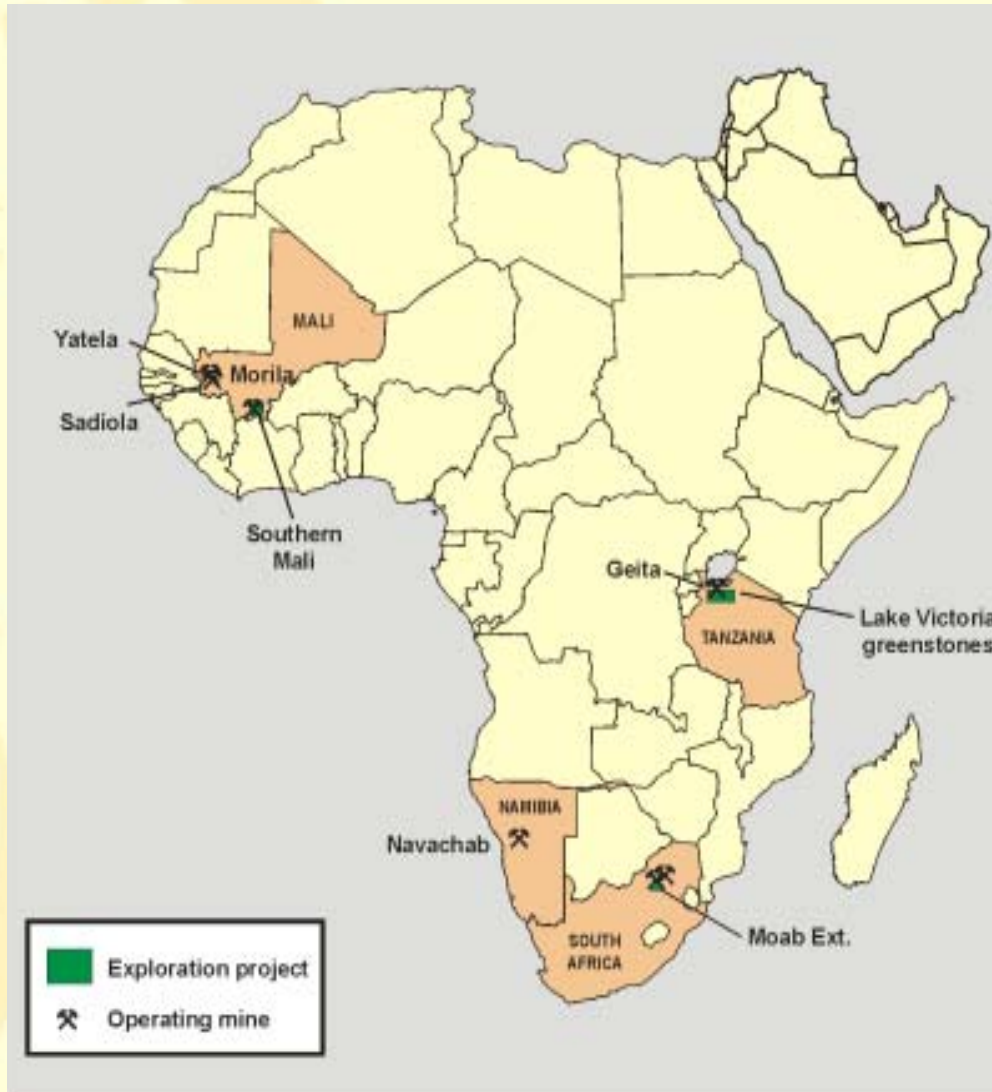 MALI
Yatela
Morila
Sadiola
Southern
Mali
Geita
Lake Victoria
greenstones
TANZANIA
NAMIBIA
Navachab
Moab Ext.
SOUTH
AFRICA
Exploration project
Operating mine